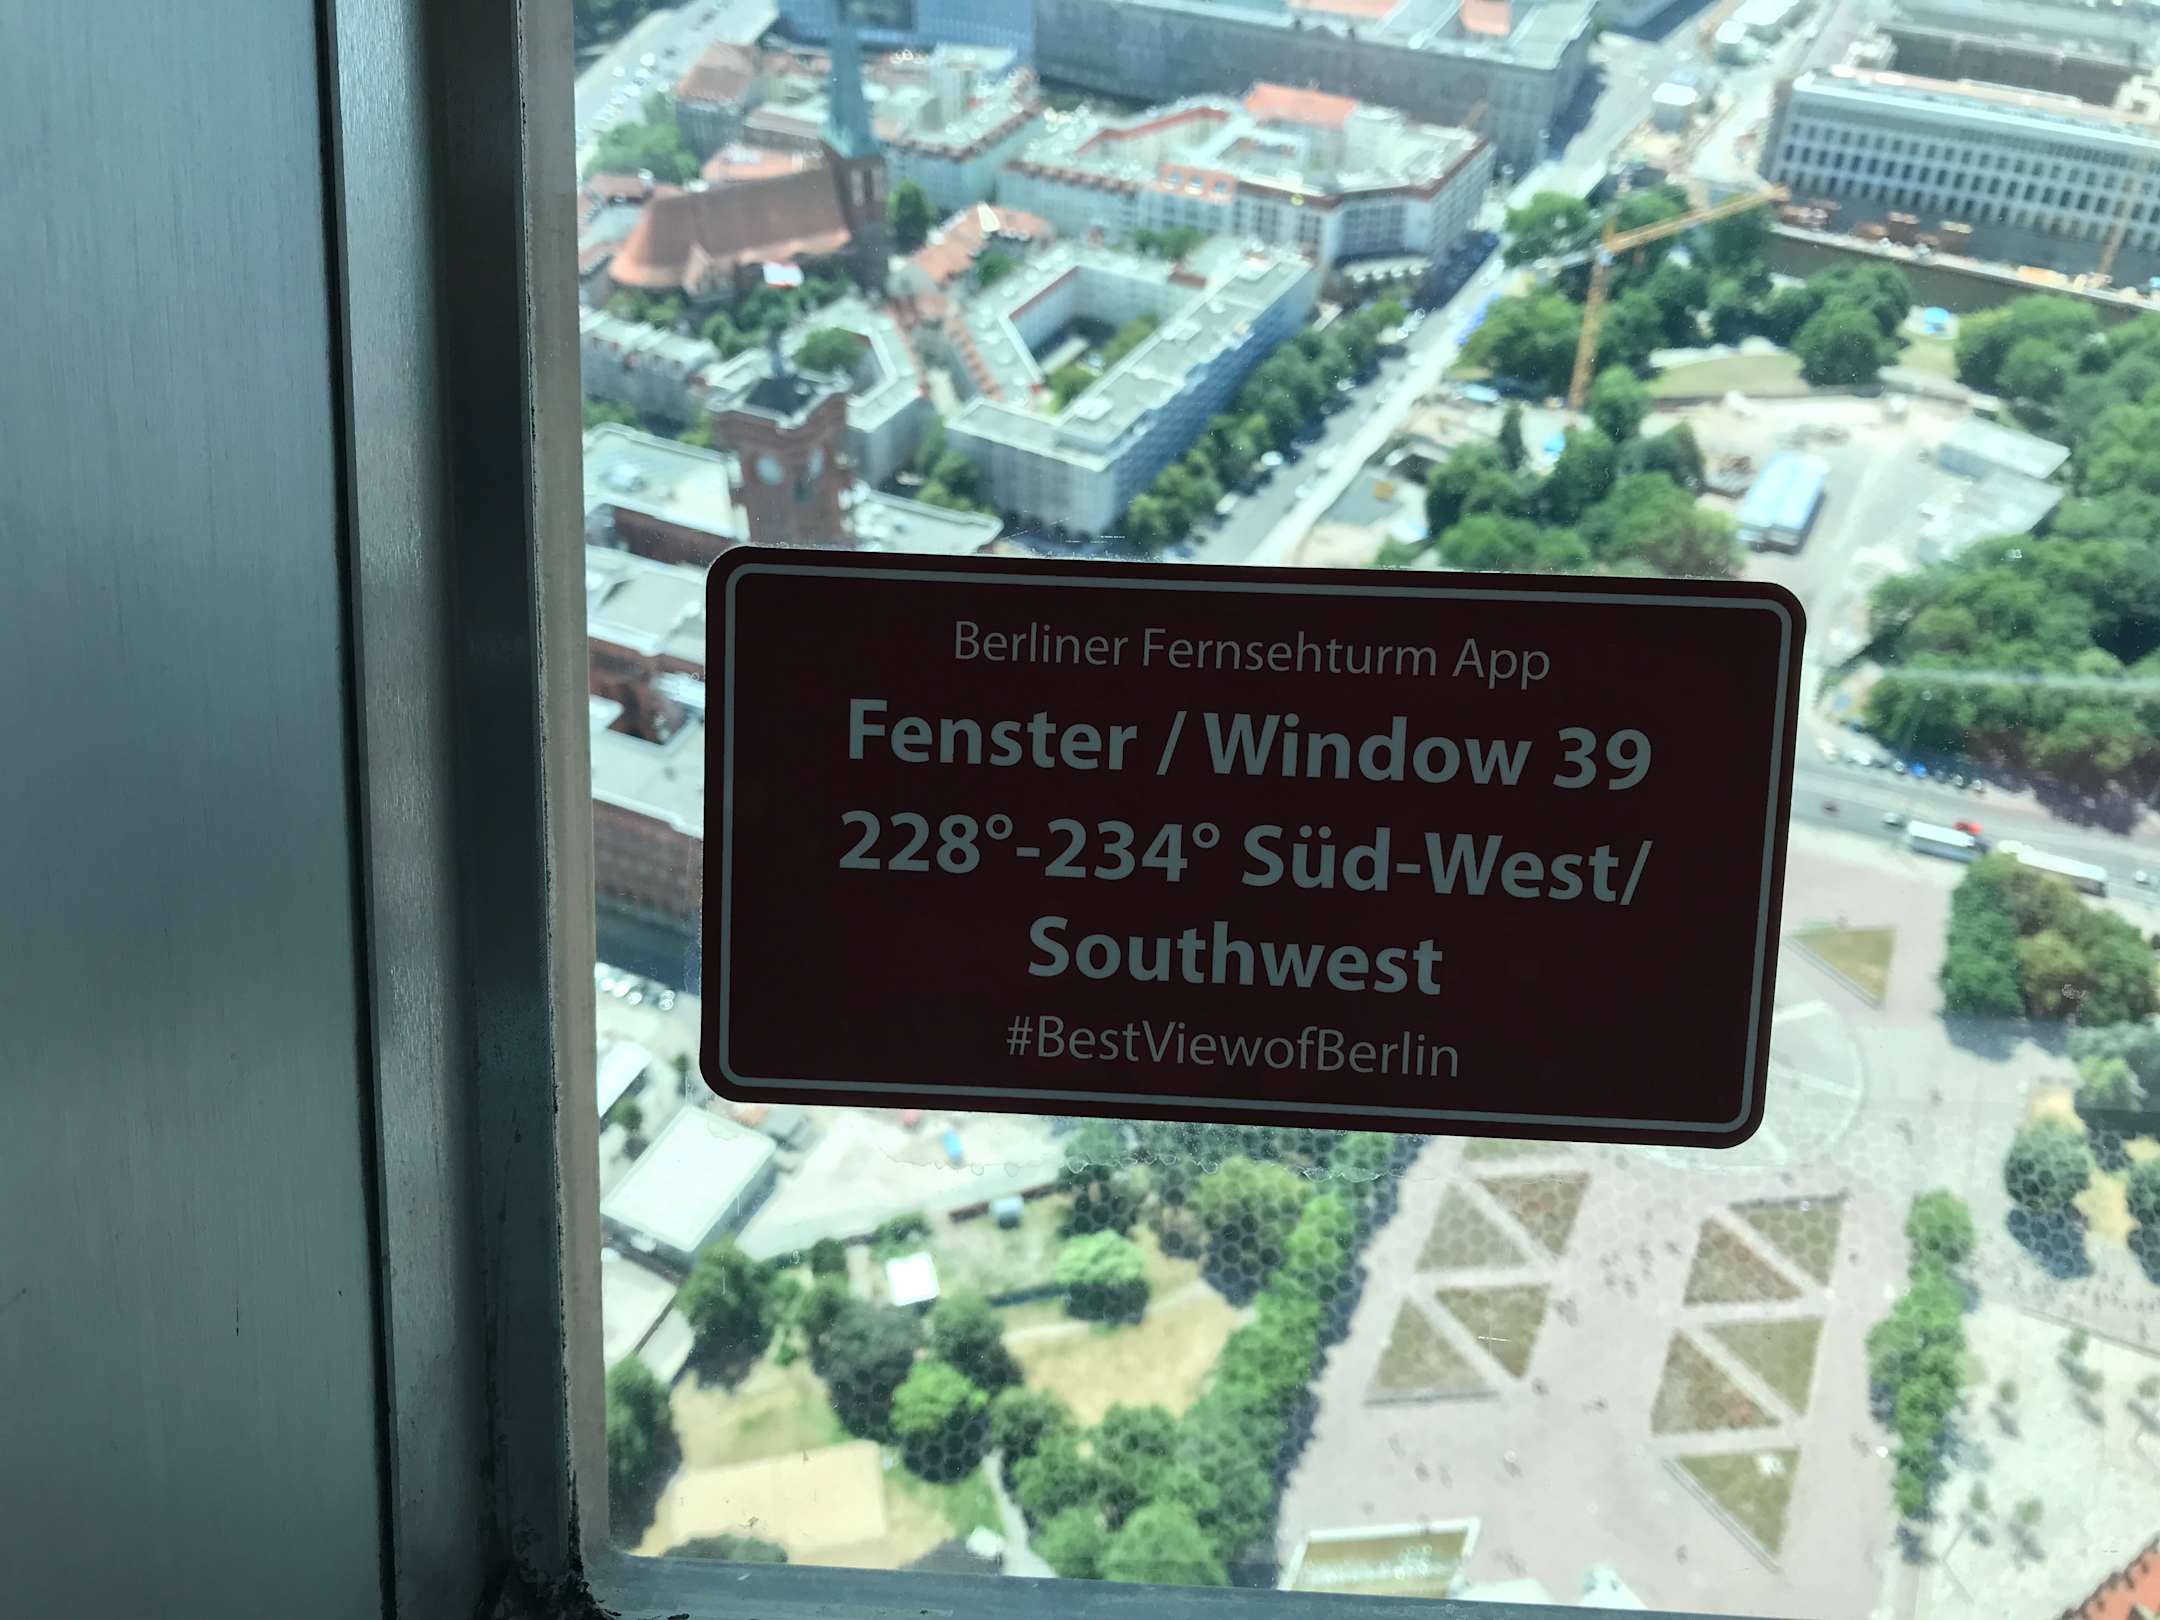 Berliner Fernsehturm App
Fenster / Window 39
228°-234° Süd-West/
Southwest
#BestViewofBerlin